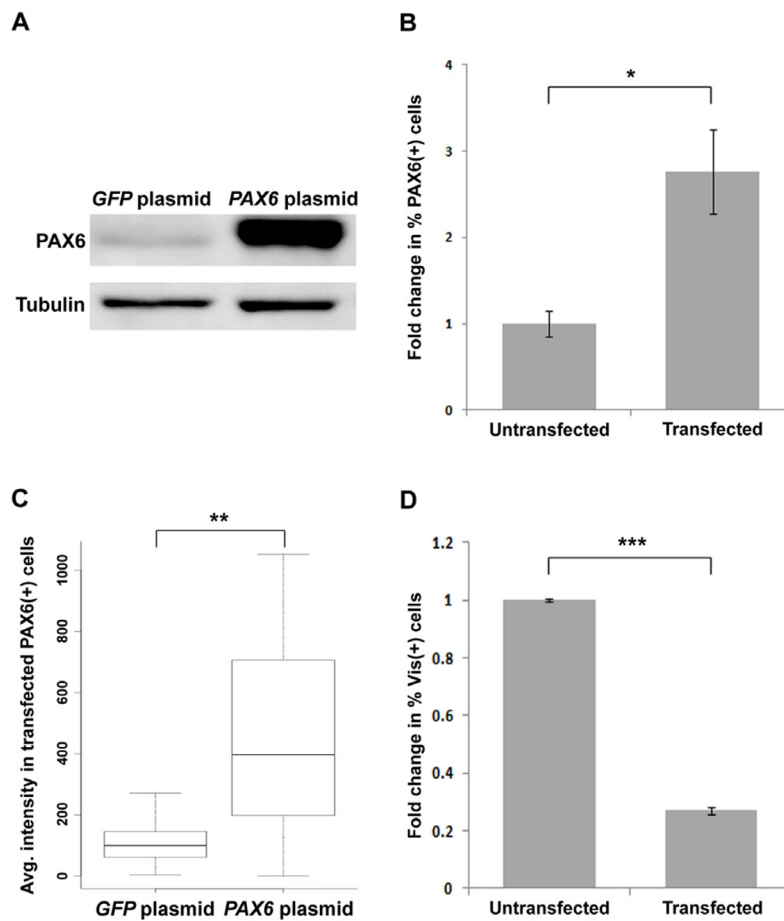 A
GFP plasmid PAX6 plasmid
PAX6
Tubulin
B
Fold change in % PAX6(+) cells
4
3
2
1
0
*
Untransfected Transfected
C
Avg. intensity in transfected PAX6(+) cells
1000
800
600
400
200
0
**
GFP plasmid PAX6 plasmid
D
Fold change in % Vis(+) cells
1.2
1
0.8
0.6
0.4
0.2
0
***
Untransfected Transfected